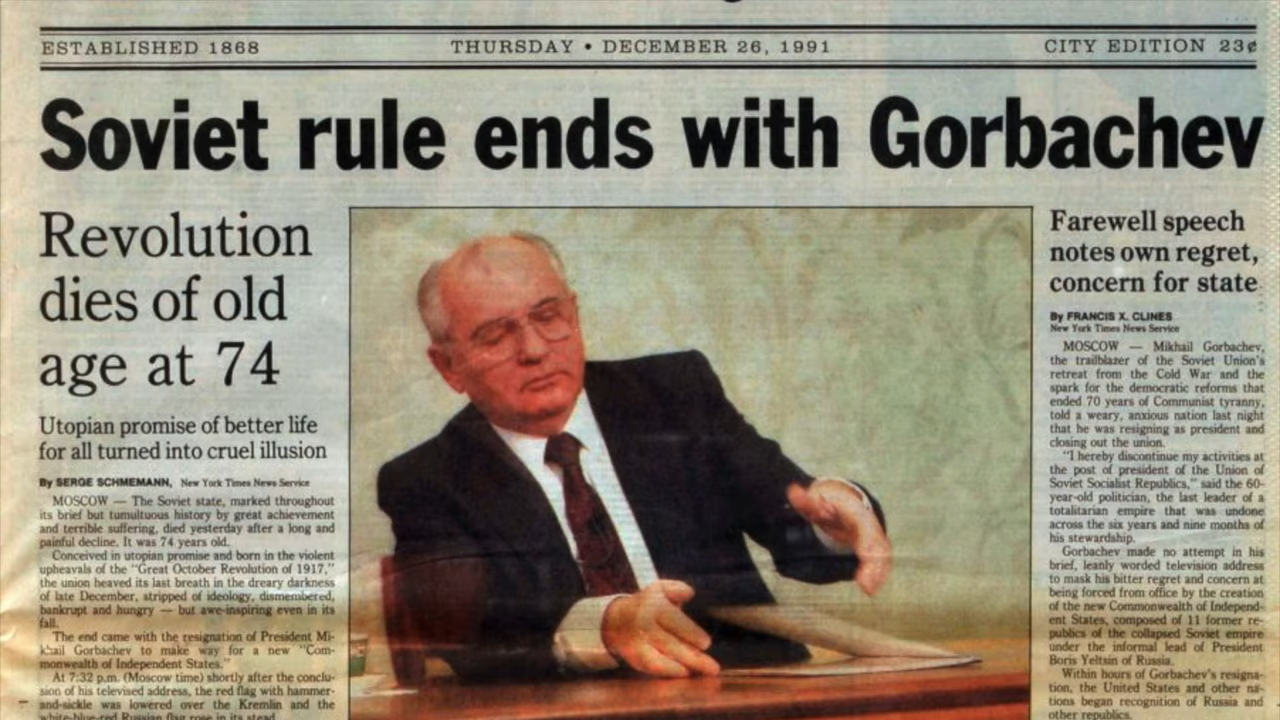 ESTABLISHED 1868
THURSDAY • DECEMBER 26, 1991
CITY EDITION 23¢
Soviet rule ends with Gorbachev
Revolution
dies of old
age at 74
Utopian promise of better life
for all turned into cruel illusion
By SERGE SCHMEMANN, New York Times News Service
MOSCOW — The Soviet state, marked throughout
its brief but tumultuous history by great achievement
and terrible suffering, died yesterday after a long and
painful decline. It was 74 years old.
Conceived in utopian promise and born in the violent
upheavals of the "Great October Revolution of 1917,"
the union heaved its last breath in the dreary darkness
of late December, stripped of ideology, dismembered,
bankrupt and hungry — but awe-inspiring even in its
fall.
The end came with the resignation of President Mi-
khail Gorbachev to make way for a new "Com-
monwealth of Independent States."
At 7:32 p.m. (Moscow time) shortly after the conclu-
sion of his televised address, the red flag with hammer-
and-sickle was lowered over the Kremlin and the
white-blue-red Russian flag rose in its stead.
Farewell speech
notes own regret,
concern for state
By FRANCIS X. CLINES
New York Times News Service
MOSCOW — Mikhail Gorbachev,
the trailblazer of the Soviet Union's
retreat from the Cold War and the
spark for the democratic reforms that
ended 70 years of Communist tyranny,
told a weary, anxious nation last night
that he was resigning as president and
closing out the union.
"I hereby discontinue my activities at
the post of president of the Union of
Soviet Socialist Republics," said the 60-
year-old politician, the last leader of a
totalitarian empire that was undone
across the six years and nine months of
his stewardship.
Gorbachev made no attempt in his
brief, leanly worded television address
to mask his bitter regret and concern at
being forced from office by the creation
of the new Commonwealth of Independ-
ent States, composed of 11 former re-
publics of the collapsed Soviet empire
under the informal lead of President
Boris Yeltsin of Russia.
Within hours of Gorbachev's resigna-
tion, the United States and other na-
tions began recognition of Russia and
other republics.